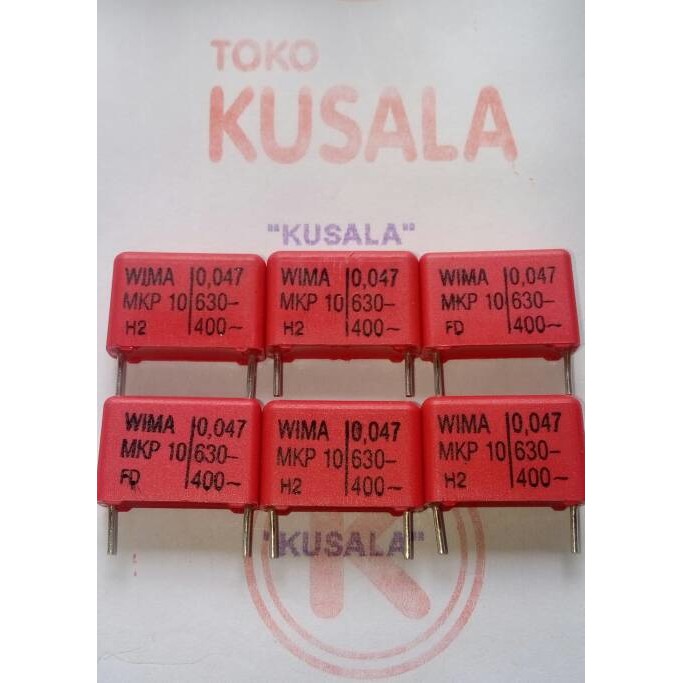 TOKO
KUSALA
"KUSALA"
WIMA 0,047
MKP 10 630–
H2 400~
WIMA 0,047
MKP 10 630–
H2 400~
WIMA 0,047
MKP 10 630–
FD 400~
WIMA 0,047
MKP 10 630–
FD 400~
WIMA 0,047
MKP 10 630–
H2 400~
WIMA 0,047
MKP 10 630–
H2 400~
"KUSALA"
K